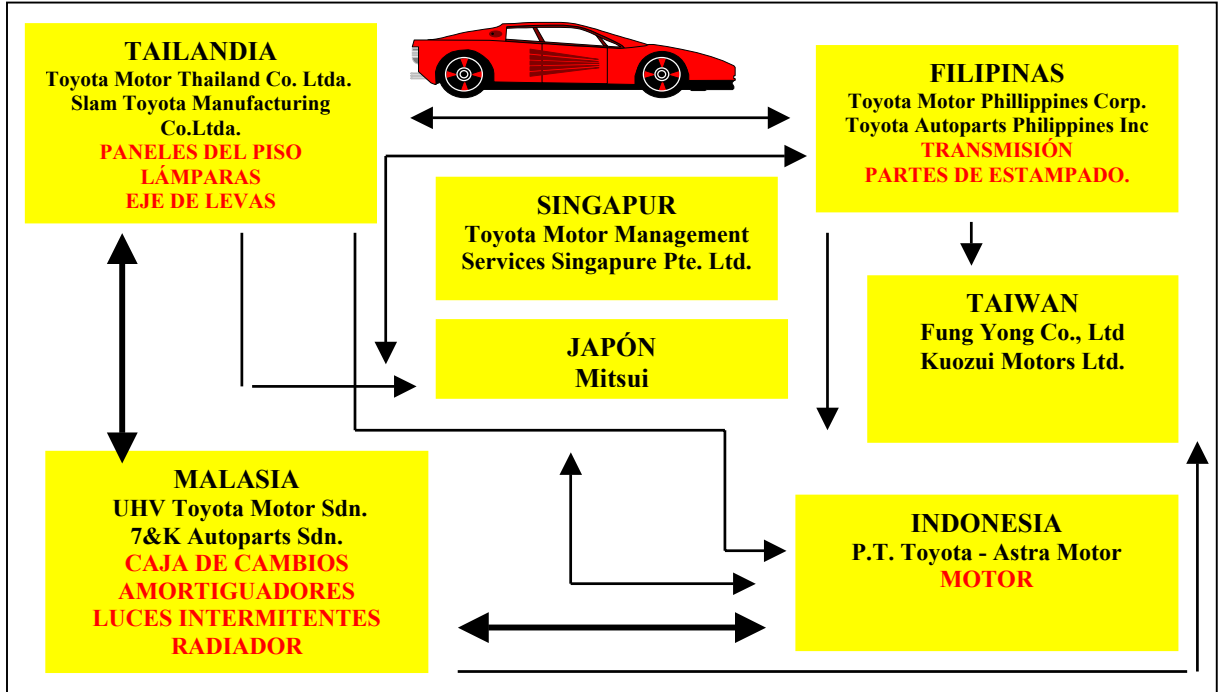 TAILANDIA
Toyota Motor Thailand Co. Ltda.
Slam Toyota Manufacturing
Co.Ltda.
PANELES DEL PISO
LÁMPARAS
EJE DE LEVAS
FILIPINAS
Toyota Motor Phillippines Corp.
Toyota Autoparts Philippines Inc
TRANSMISIÓN
PARTES DE ESTAMPADO.
SINGAPUR
Toyota Motor Management
Services Singapure Pte. Ltd.
TAIWAN
Fung Yong Co., Ltd
Kuozui Motors Ltd.
JAPÓN
Mitsui
MALASIA
UHV Toyota Motor Sdn.
7&K Autoparts Sdn.
CAJA DE CAMBIOS
AMORTIGUADORES
LUCES INTERMITENTES
RADIADOR
INDONESIA
P.T. Toyota - Astra Motor
MOTOR